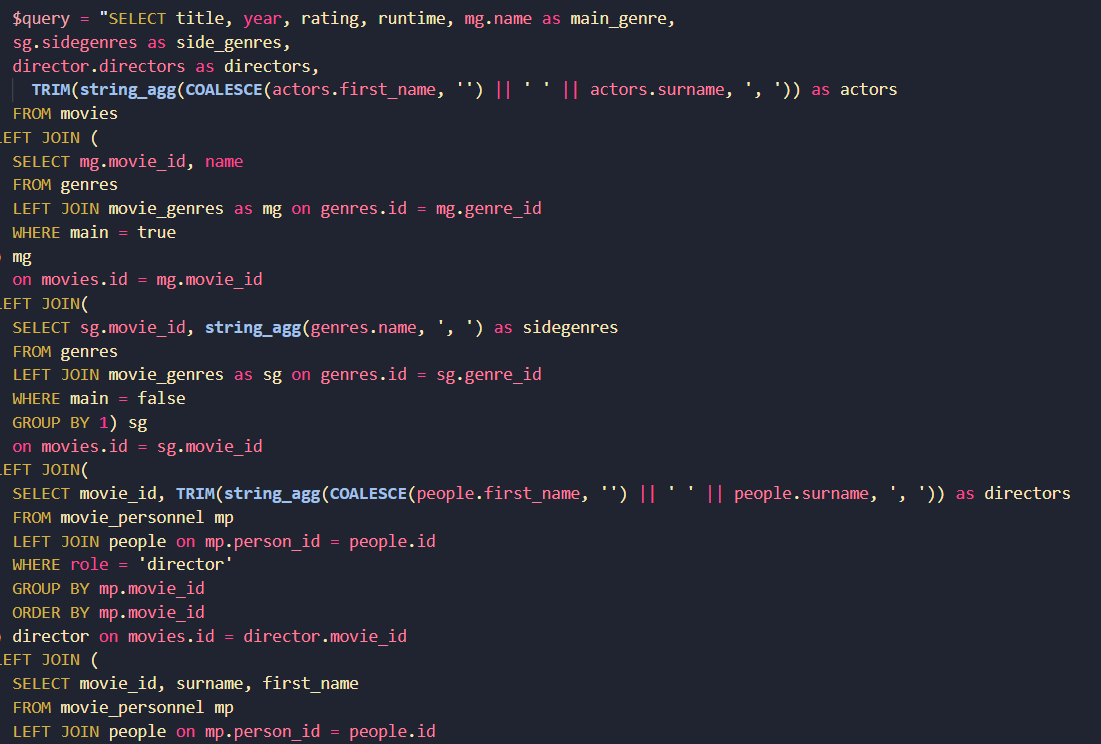 $query = "SELECT title, year, rating, runtime, mg.name as main_genre,
sg.sidegenres as side_genres,
director.directors as directors,
TRIM(string_agg(COALESCE(actors.first_name, '') || ' ' || actors.surname, ', ')) as actors
FROM movies
LEFT JOIN (
SELECT mg.movie_id, name
FROM genres
LEFT JOIN movie_genres as mg on genres.id = mg.genre_id
WHERE main = true
) mg
on movies.id = mg.movie_id
LEFT JOIN(
SELECT sg.movie_id, string_agg(genres.name, ', ') as sidegenres
FROM genres
LEFT JOIN movie_genres as sg on genres.id = sg.genre_id
WHERE main = false
GROUP BY 1) sg
on movies.id = sg.movie_id
LEFT JOIN(
SELECT movie_id, TRIM(string_agg(COALESCE(people.first_name, '') || ' ' || people.surname, ', ')) as directors
FROM movie_personnel mp
LEFT JOIN people on mp.person_id = people.id
WHERE role = 'director'
GROUP BY mp.movie_id
ORDER BY mp.movie_id
) director on movies.id = director.movie_id
LEFT JOIN (
SELECT movie_id, surname, first_name
FROM movie_personnel mp
LEFT JOIN people on mp.person_id = people.id